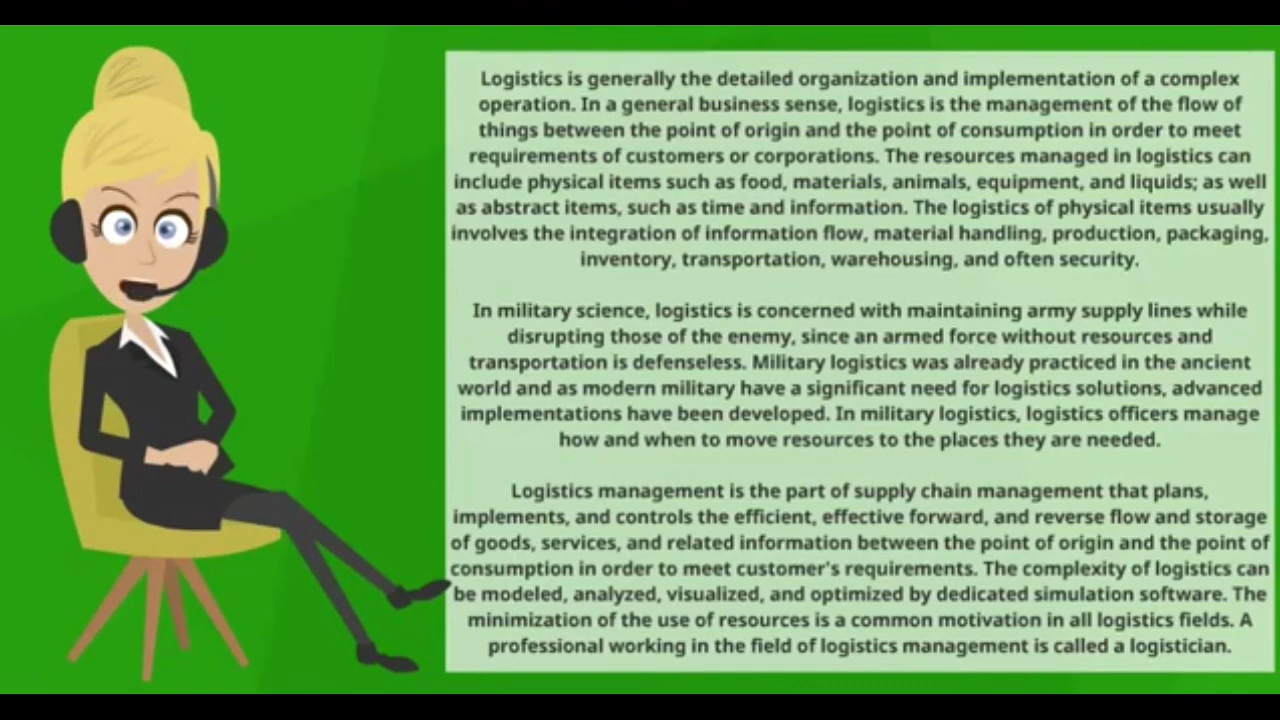 Logistics is generally the detailed organization and implementation of a complex
operation. In a general business sense, logistics is the management of the flow of
things between the point of origin and the point of consumption in order to meet
requirements of customers or corporations. The resources managed in logistics can
include physical items such as food, materials, animals, equipment, and liquids; as well
as abstract items, such as time and information. The logistics of physical items usually
involves the integration of information flow, material handling, production, packaging,
inventory, transportation, warehousing, and often security.
In military science, logistics is concerned with maintaining army supply lines while
disrupting those of the enemy, since an armed force without resources and
transportation is defenseless. Military logistics was already practiced in the ancient
world and as modern military have a significant need for logistics solutions, advanced
implementations have been developed. In military logistics, logistics officers manage
how and when to move resources to the places they are needed.
Logistics management is the part of supply chain management that plans,
implements, and controls the efficient, effective forward, and reverse flow and storage
of goods, services, and related information between the point of origin and the point of
consumption in order to meet customer's requirements. The complexity of logistics can
be modeled, analyzed, visualized, and optimized by dedicated simulation software. The
minimization of the use of resources is a common motivation in all logistics fields. A
professional working in the field of logistics management is called a logistician.